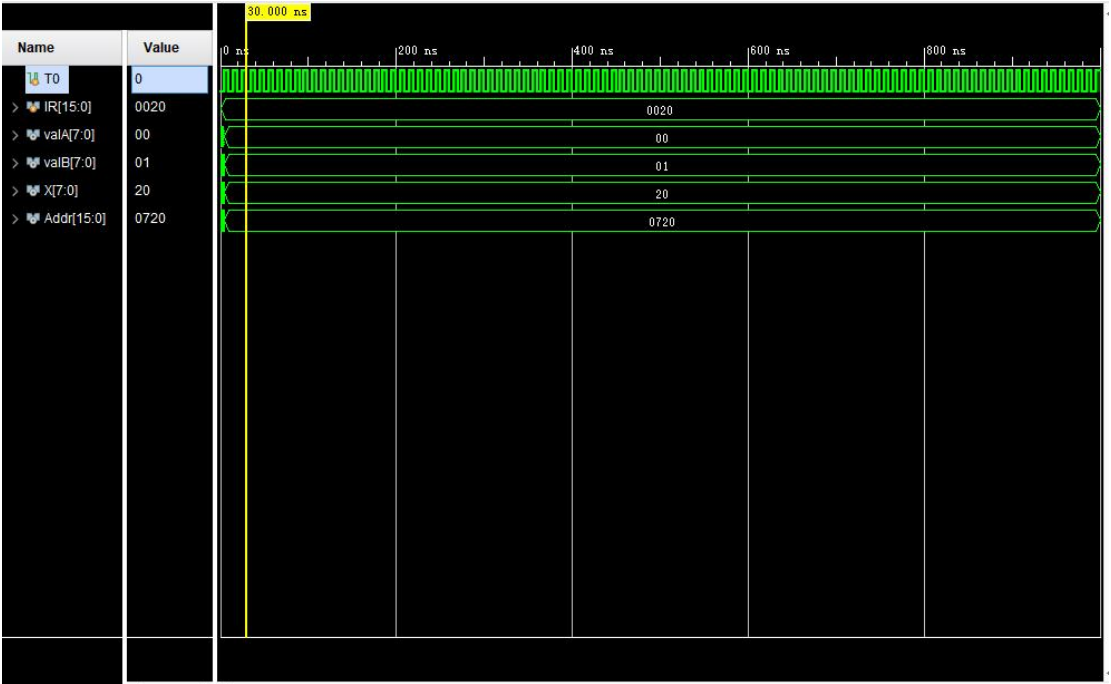 30.000 ns
Name Value
0 ns 200 ns 400 ns 600 ns 800 ns
T0 0
IR[15:0] 0020 0020
valA[7:0] 00 00
valB[7:0] 01 01
X[7:0] 20 20
Addr[15:0] 0720 0720